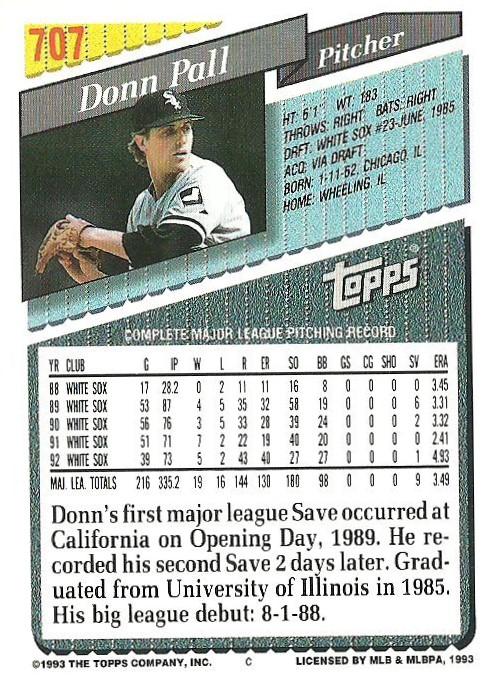 707
Donn Pall
Pitcher
HT: 6'1" WT: 183
THROWS: RIGHT BATS: RIGHT
DRFT: WHITE SOX #23-JUNE, 1985
ACQ: VIA DRAFT
BORN: 1-11-62, CHICAGO, IL
HOME: WHEELING, IL
TOPPS®
COMPLETE MAJOR LEAGUE PITCHING RECORD
YR CLUB G IP W L R ER SO BB GS CG SHO SV ERA
88 WHITE SOX 17 28.2 0 2 11 11 16 8 0 0 0 0 3.45
89 WHITE SOX 53 87 4 5 35 32 58 19 0 0 0 6 3.31
90 WHITE SOX 56 76 3 5 33 28 39 24 0 0 0 2 3.32
91 WHITE SOX 51 71 7 2 22 19 40 20 0 0 0 0 2.41
92 WHITE SOX 39 73 5 2 43 40 27 27 0 0 0 1 4.93
MAJ. LEA. TOTALS 216 335.2 19 16 144 130 180 98 0 0 0 9 3.49
Donn's first major league Save occurred at
California on Opening Day, 1989. He re-
corded his second Save 2 days later. Grad-
uated from University of Illinois in 1985.
His big league debut: 8-1-88.
©1993 THE TOPPS COMPANY, INC. C LICENSED BY MLB & MLBPA, 1993